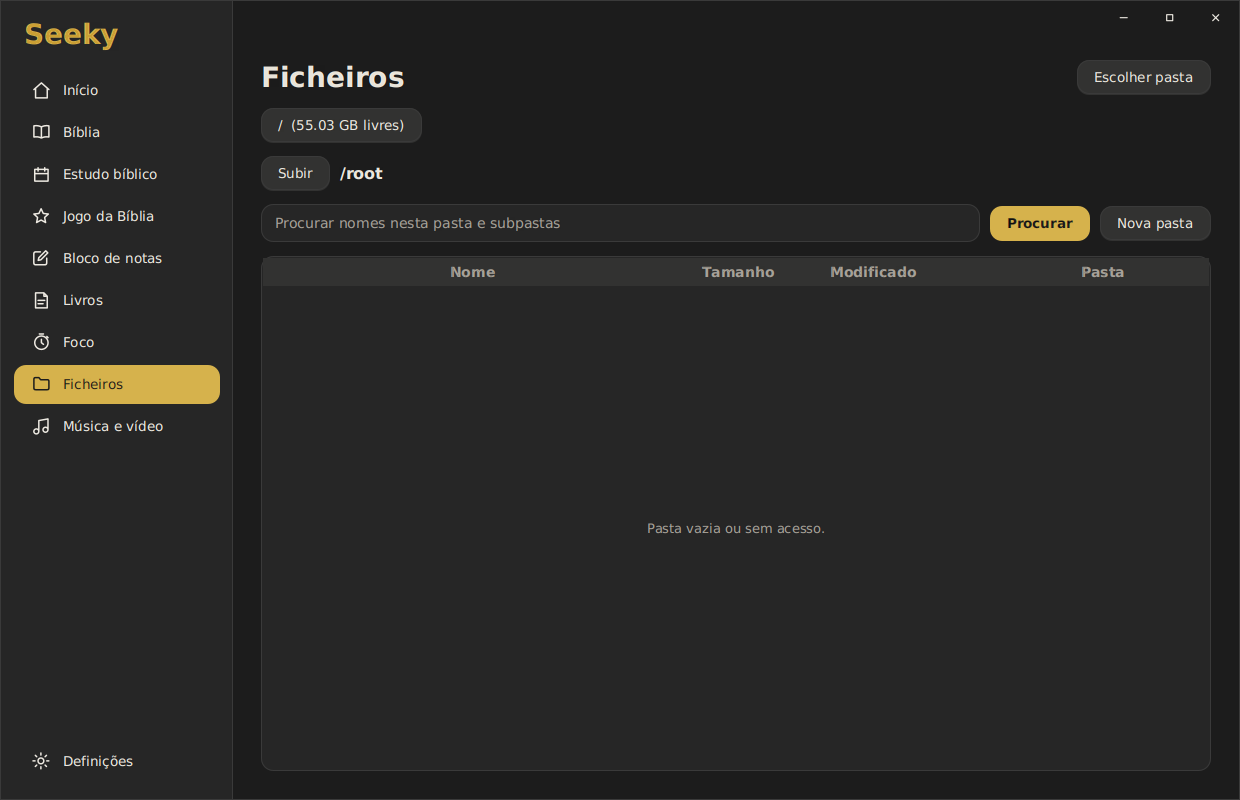 Seeky
Início
Bíblia
Estudo bíblico
Jogo da Bíblia
Bloco de notas
Livros
Foco
Ficheiros
Música e vídeo
Definições
Ficheiros
Escolher pasta
/ (55.03 GB livres)
Subir /root
Procurar nomes nesta pasta e subpastas Procurar Nova pasta
Nome Tamanho Modificado Pasta
Pasta vazia ou sem acesso.